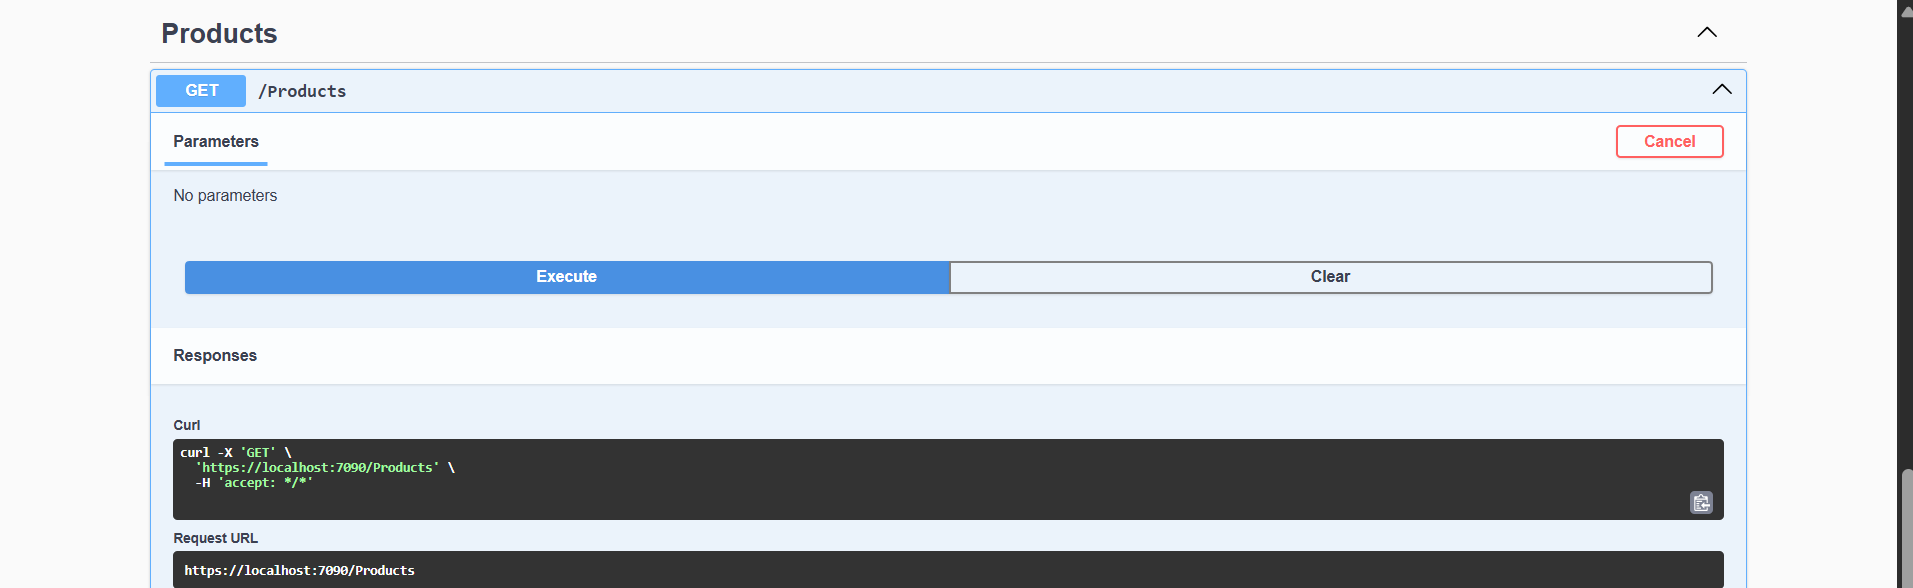 Products
GET /Products
Parameters
Cancel
No parameters
Execute
Clear
Responses
Curl
curl -X 'GET' \
  'https://localhost:7090/Products' \
  -H 'accept: */*'
Request URL
https://localhost:7090/Products